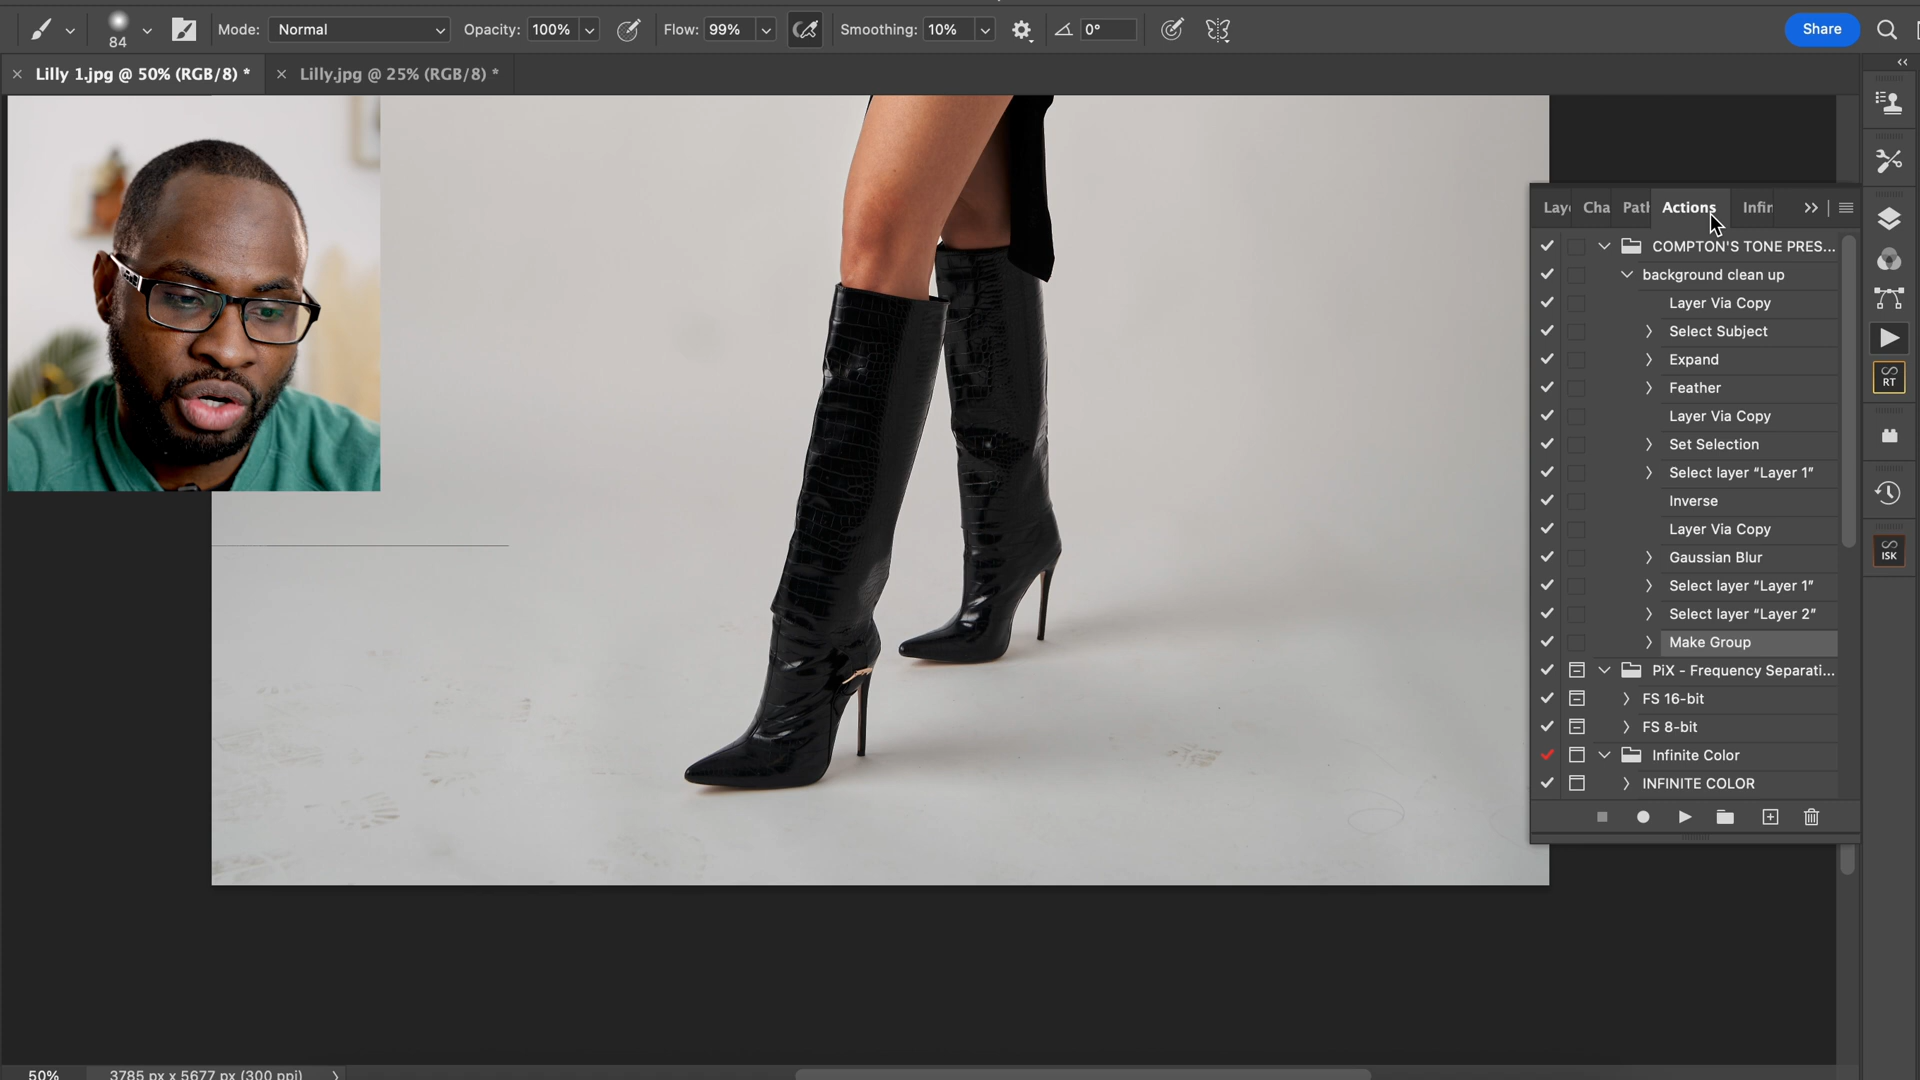 84
Mode: Normal
Opacity: 100%
Flow: 99%
Smoothing: 10%
0°
Share
Lilly 1.jpg @ 50% (RGB/8) *
Lilly.jpg @ 25% (RGB/8) *
Laye Cha Path Actions Infin
COMPTON'S TONE PRES...
background clean up
Layer Via Copy
Select Subject
Expand
Feather
Layer Via Copy
Set Selection
Select layer “Layer 1”
Inverse
Layer Via Copy
Gaussian Blur
Select layer “Layer 1”
Select layer “Layer 2”
Make Group
PiX - Frequency Separati...
FS 16-bit
FS 8-bit
Infinite Color
INFINITE COLOR
RT
ISK
50%
3785 px x 5677 px (300 ppi)